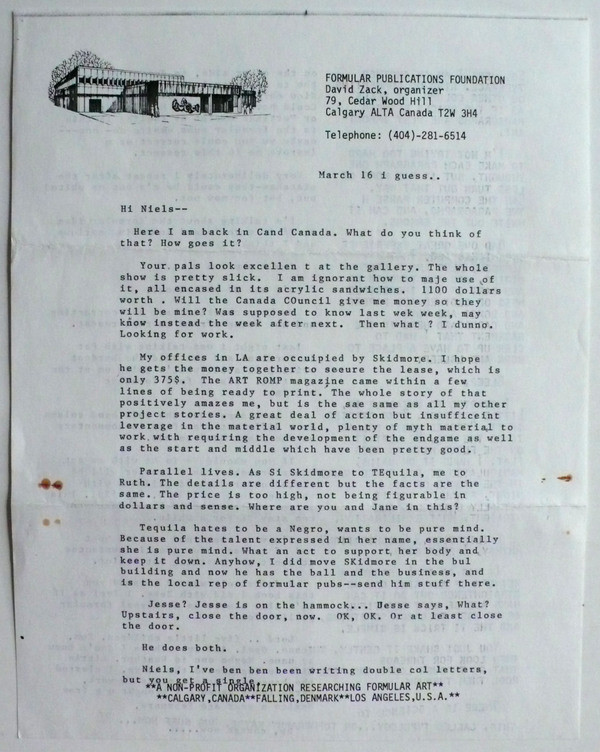 FORMULAR PUBLICATIONS FOUNDATION
David Zack, organizer
79, Cedar Wood Hill
Calgary ALTA Canada T2W 3H4
Telephone: (404)-281-6514
March 16 i guess..
Hi Niels--
Here I am back in Cand Canada. What do you think of
that? How goes it?
Your pals look excellen t at the gallery. The whole
show is pretty slick.  I am ignorant how to maje use of
it, all encased in its acrylic sandwiches.  1100 dollars
worth . Will the Canada COuncil give me money so they
will be mine? Was supposed to know last wek week, may
know instead the week after next.  Then what ? I dunno.
Looking for work.
My offices in LA are occuipied by Skidmore. I hope
he gets the money together to secure the lease, which is
only 375$.  The ART ROMP magazine came within a few
lines of being ready to print. The whole story of that
positively amazes me, but is the sae same as all my other
project stories. A great deal of action but insufficeint
leverage in the material world, plenty of myth material to
work with requiring the development of the endgame as well
as the start and middle which have been pretty good.
Parallel lives. As Si Skidmore to TEquila, me to
Ruth. The details are different but the facts are the
same. The price is too high, not being figurable in
dollars and sense. Where are you and Jane in this?
Tequila hates to be a Negro, wants to be pure mind.
Because of the talent expressed in her name, essentially
she is pure mind. What an act to support her body and
keep it down. Anyhow, I did move SKidmore in the bul
building and now he has the ball and the business, and
is the local rep of formular pubs--send him stuff there.
Jesse? Jesse is on the hammock... Uesse says, What?
Upstairs, close the door, now.  OK, OK. Or at least close
the door.
He does both.
Niels, I've ben ben been writing double col letters,
but you get a single
**A NON-PROFIT ORGANIZATION RESEARCHING FORMULAR ART**
**CALGARY,CANADA**FALLING,DENMARK**LOS ANGELES,U.S.A.**